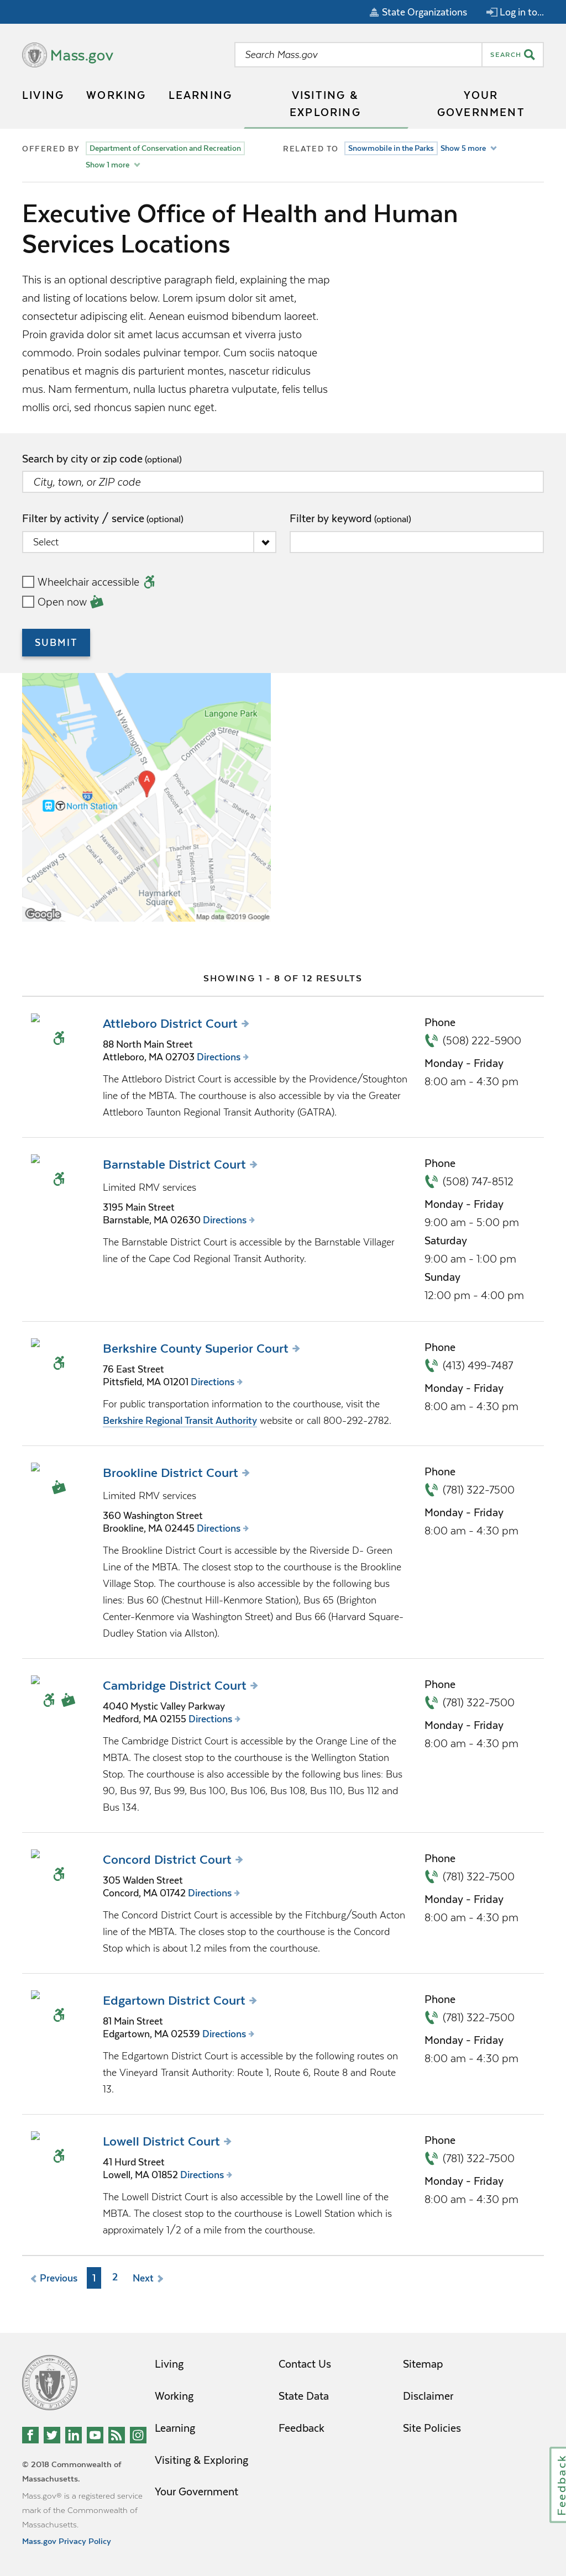 State Organizations
Log in to...
Mass.gov
Search Mass.gov
SEARCH
LIVING
WORKING
LEARNING
VISITING &
EXPLORING
YOUR
GOVERNMENT
OFFERED BY
Department of Conservation and Recreation
Show 1 more
RELATED TO
Snowmobile in the Parks
Show 5 more
Executive Office of Health and Human
Services Locations
This is an optional descriptive paragraph field, explaining the map
and listing of locations below. Lorem ipsum dolor sit amet,
consectetur adipiscing elit. Aenean euismod bibendum laoreet.
Proin gravida dolor sit amet lacus accumsan et viverra justo
commodo. Proin sodales pulvinar tempor. Cum sociis natoque
penatibus et magnis dis parturient montes, nascetur ridiculus
mus. Nam fermentum, nulla luctus pharetra vulputate, felis tellus
mollis orci, sed rhoncus sapien nunc eget.
Search by city or zip code (optional)
City, town, or ZIP code
Filter by activity / service (optional)
Select
Filter by keyword (optional)
Wheelchair accessible
Open now
SUBMIT
Langone Park
Commercial St
N Washington St
Lovejoy
A
Prince St
93
T
North Station
Causeway St
Canal St
Thacher St
Endicott St
N Margin St
Cooper St
Haymarket
Square
Stillman St
Google
Map data ©2019 Google
SHOWING 1 - 8 OF 12 RESULTS
Attleboro District Court
88 North Main Street
Attleboro, MA 02703 Directions
The Attleboro District Court is accessible by the Providence/Stoughton
line of the MBTA. The courthouse is also accessible by via the Greater
Attleboro Taunton Regional Transit Authority (GATRA).
Phone
(508) 222-5900
Monday - Friday
8:00 am - 4:30 pm
Barnstable District Court
Limited RMV services
3195 Main Street
Barnstable, MA 02630 Directions
The Barnstable District Court is accessible by the Barnstable Villager
line of the Cape Cod Regional Transit Authority.
Phone
(508) 747-8512
Monday - Friday
9:00 am - 5:00 pm
Saturday
9:00 am - 1:00 pm
Sunday
12:00 pm - 4:00 pm
Berkshire County Superior Court
76 East Street
Pittsfield, MA 01201 Directions
For public transportation information to the courthouse, visit the
Berkshire Regional Transit Authority website or call 800-292-2782.
Phone
(413) 499-7487
Monday - Friday
8:00 am - 4:30 pm
Brookline District Court
Limited RMV services
360 Washington Street
Brookline, MA 02445 Directions
The Brookline District Court is accessible by the Riverside D- Green
Line of the MBTA. The closest stop to the courthouse is the Brookline
Village Stop. The courthouse is also accessible by the following bus
lines: Bus 60 (Chestnut Hill-Kenmore Station), Bus 65 (Brighton
Center-Kenmore via Washington Street) and Bus 66 (Harvard Square-
Dudley Station via Allston).
Phone
(781) 322-7500
Monday - Friday
8:00 am - 4:30 pm
Cambridge District Court
4040 Mystic Valley Parkway
Medford, MA 02155 Directions
The Cambridge District Court is accessible by the Orange Line of the
MBTA. The closest stop to the courthouse is the Wellington Station
Stop. The courthouse is also accessible by the following bus lines: Bus
90, Bus 97, Bus 99, Bus 100, Bus 106, Bus 108, Bus 110, Bus 112 and
Bus 134.
Phone
(781) 322-7500
Monday - Friday
8:00 am - 4:30 pm
Concord District Court
305 Walden Street
Concord, MA 01742 Directions
The Concord District Court is accessible by the Fitchburg/South Acton
line of the MBTA. The closes stop to the courthouse is the Concord
Stop which is about 1.2 miles from the courthouse.
Phone
(781) 322-7500
Monday - Friday
8:00 am - 4:30 pm
Edgartown District Court
81 Main Street
Edgartown, MA 02539 Directions
The Edgartown District Court is accessible by the following routes on
the Vineyard Transit Authority: Route 1, Route 6, Route 8 and Route
13.
Phone
(781) 322-7500
Monday - Friday
8:00 am - 4:30 pm
Lowell District Court
41 Hurd Street
Lowell, MA 01852 Directions
The Lowell District Court is also accessible by the Lowell line of the
MBTA. The closest stop to the courthouse is Lowell Station which is
approximately 1/2 of a mile from the courthouse.
Phone
(781) 322-7500
Monday - Friday
8:00 am - 4:30 pm
Previous
1
2
Next
Living
Working
Learning
Visiting & Exploring
Your Government
Contact Us
State Data
Feedback
Sitemap
Disclaimer
Site Policies
© 2018 Commonwealth of
Massachusetts.
Mass.gov® is a registered service
mark of the Commonwealth of
Massachusetts.
Mass.gov Privacy Policy
Feedback